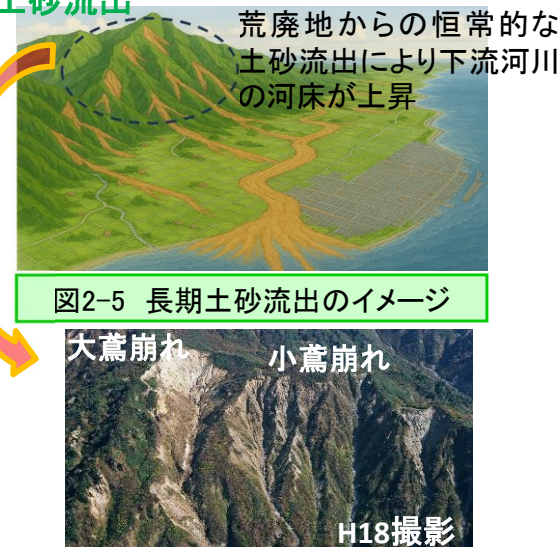 土砂流出
荒廃地からの恒常的な
土砂流出により下流河川
の河床が上昇
図2-5 長期土砂流出のイメージ
大鳶崩れ
小鳶崩れ
H18撮影